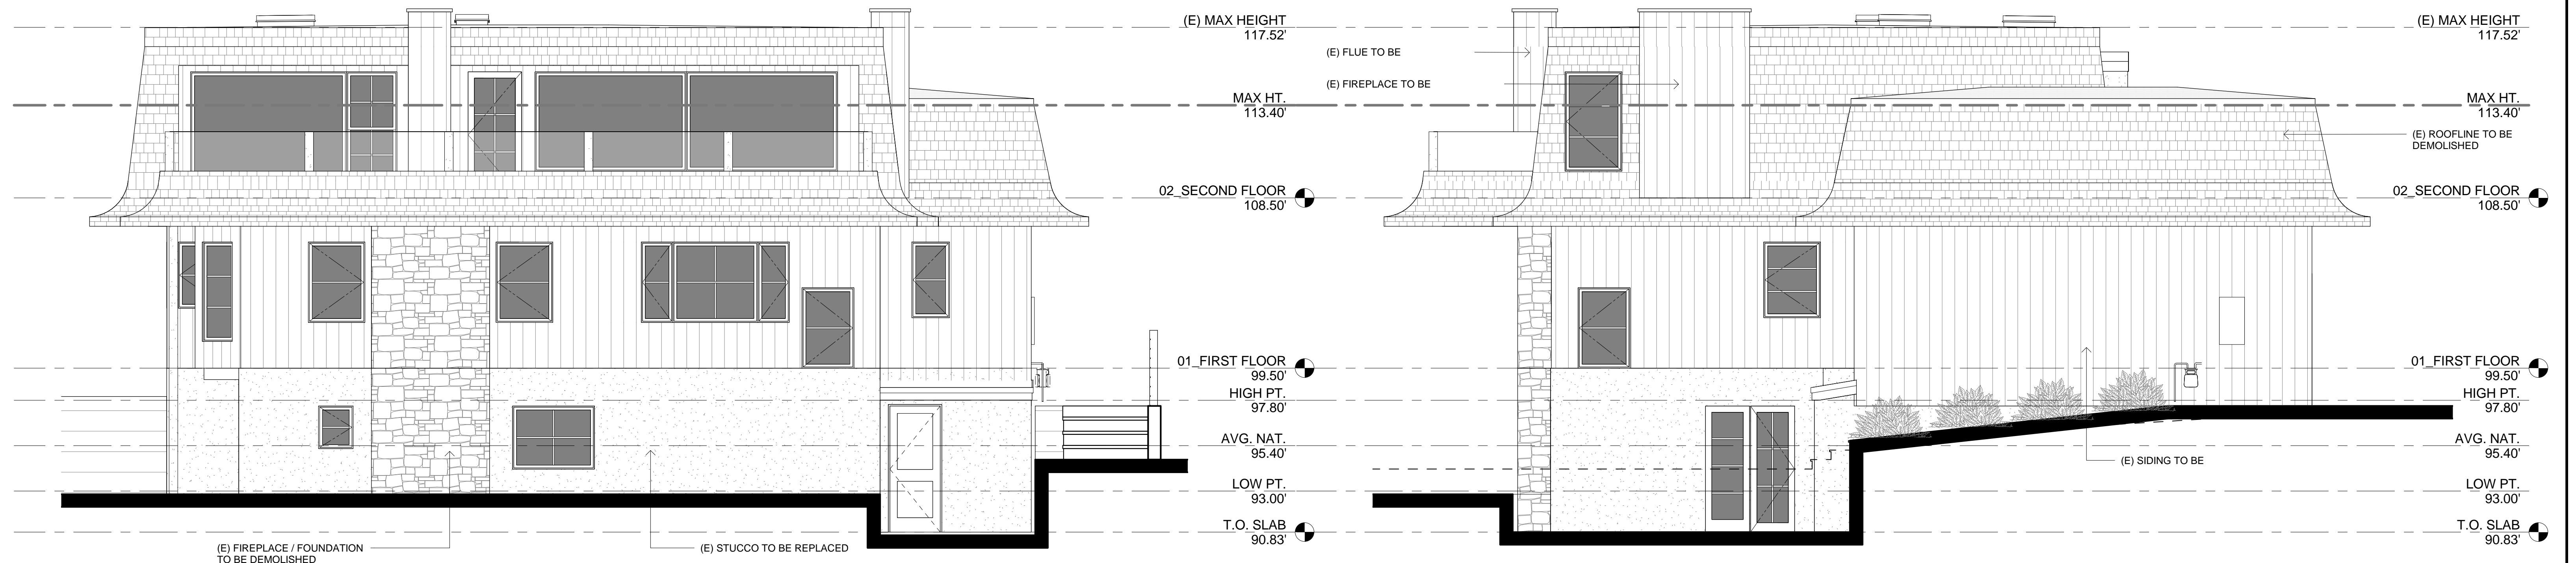 (E) MAX HEIGHT
117.52'
MAX HT.
113.40'
02_SECOND FLOOR
108.50'
01_FIRST FLOOR
99.50'
HIGH PT.
97.80'
AVG. NAT.
95.40'
LOW PT.
93.00'
T.O. SLAB
90.83'
(E) FIREPLACE / FOUNDATION
TO BE DEMOLISHED
(E) STUCCO TO BE REPLACED
(E) FLUE TO BE
(E) FIREPLACE TO BE
(E) MAX HEIGHT
117.52'
MAX HT.
113.40'
(E) ROOFLINE TO BE
DEMOLISHED
02_SECOND FLOOR
108.50'
01_FIRST FLOOR
99.50'
HIGH PT.
97.80'
AVG. NAT.
95.40'
(E) SIDING TO BE
LOW PT.
93.00'
T.O. SLAB
90.83'